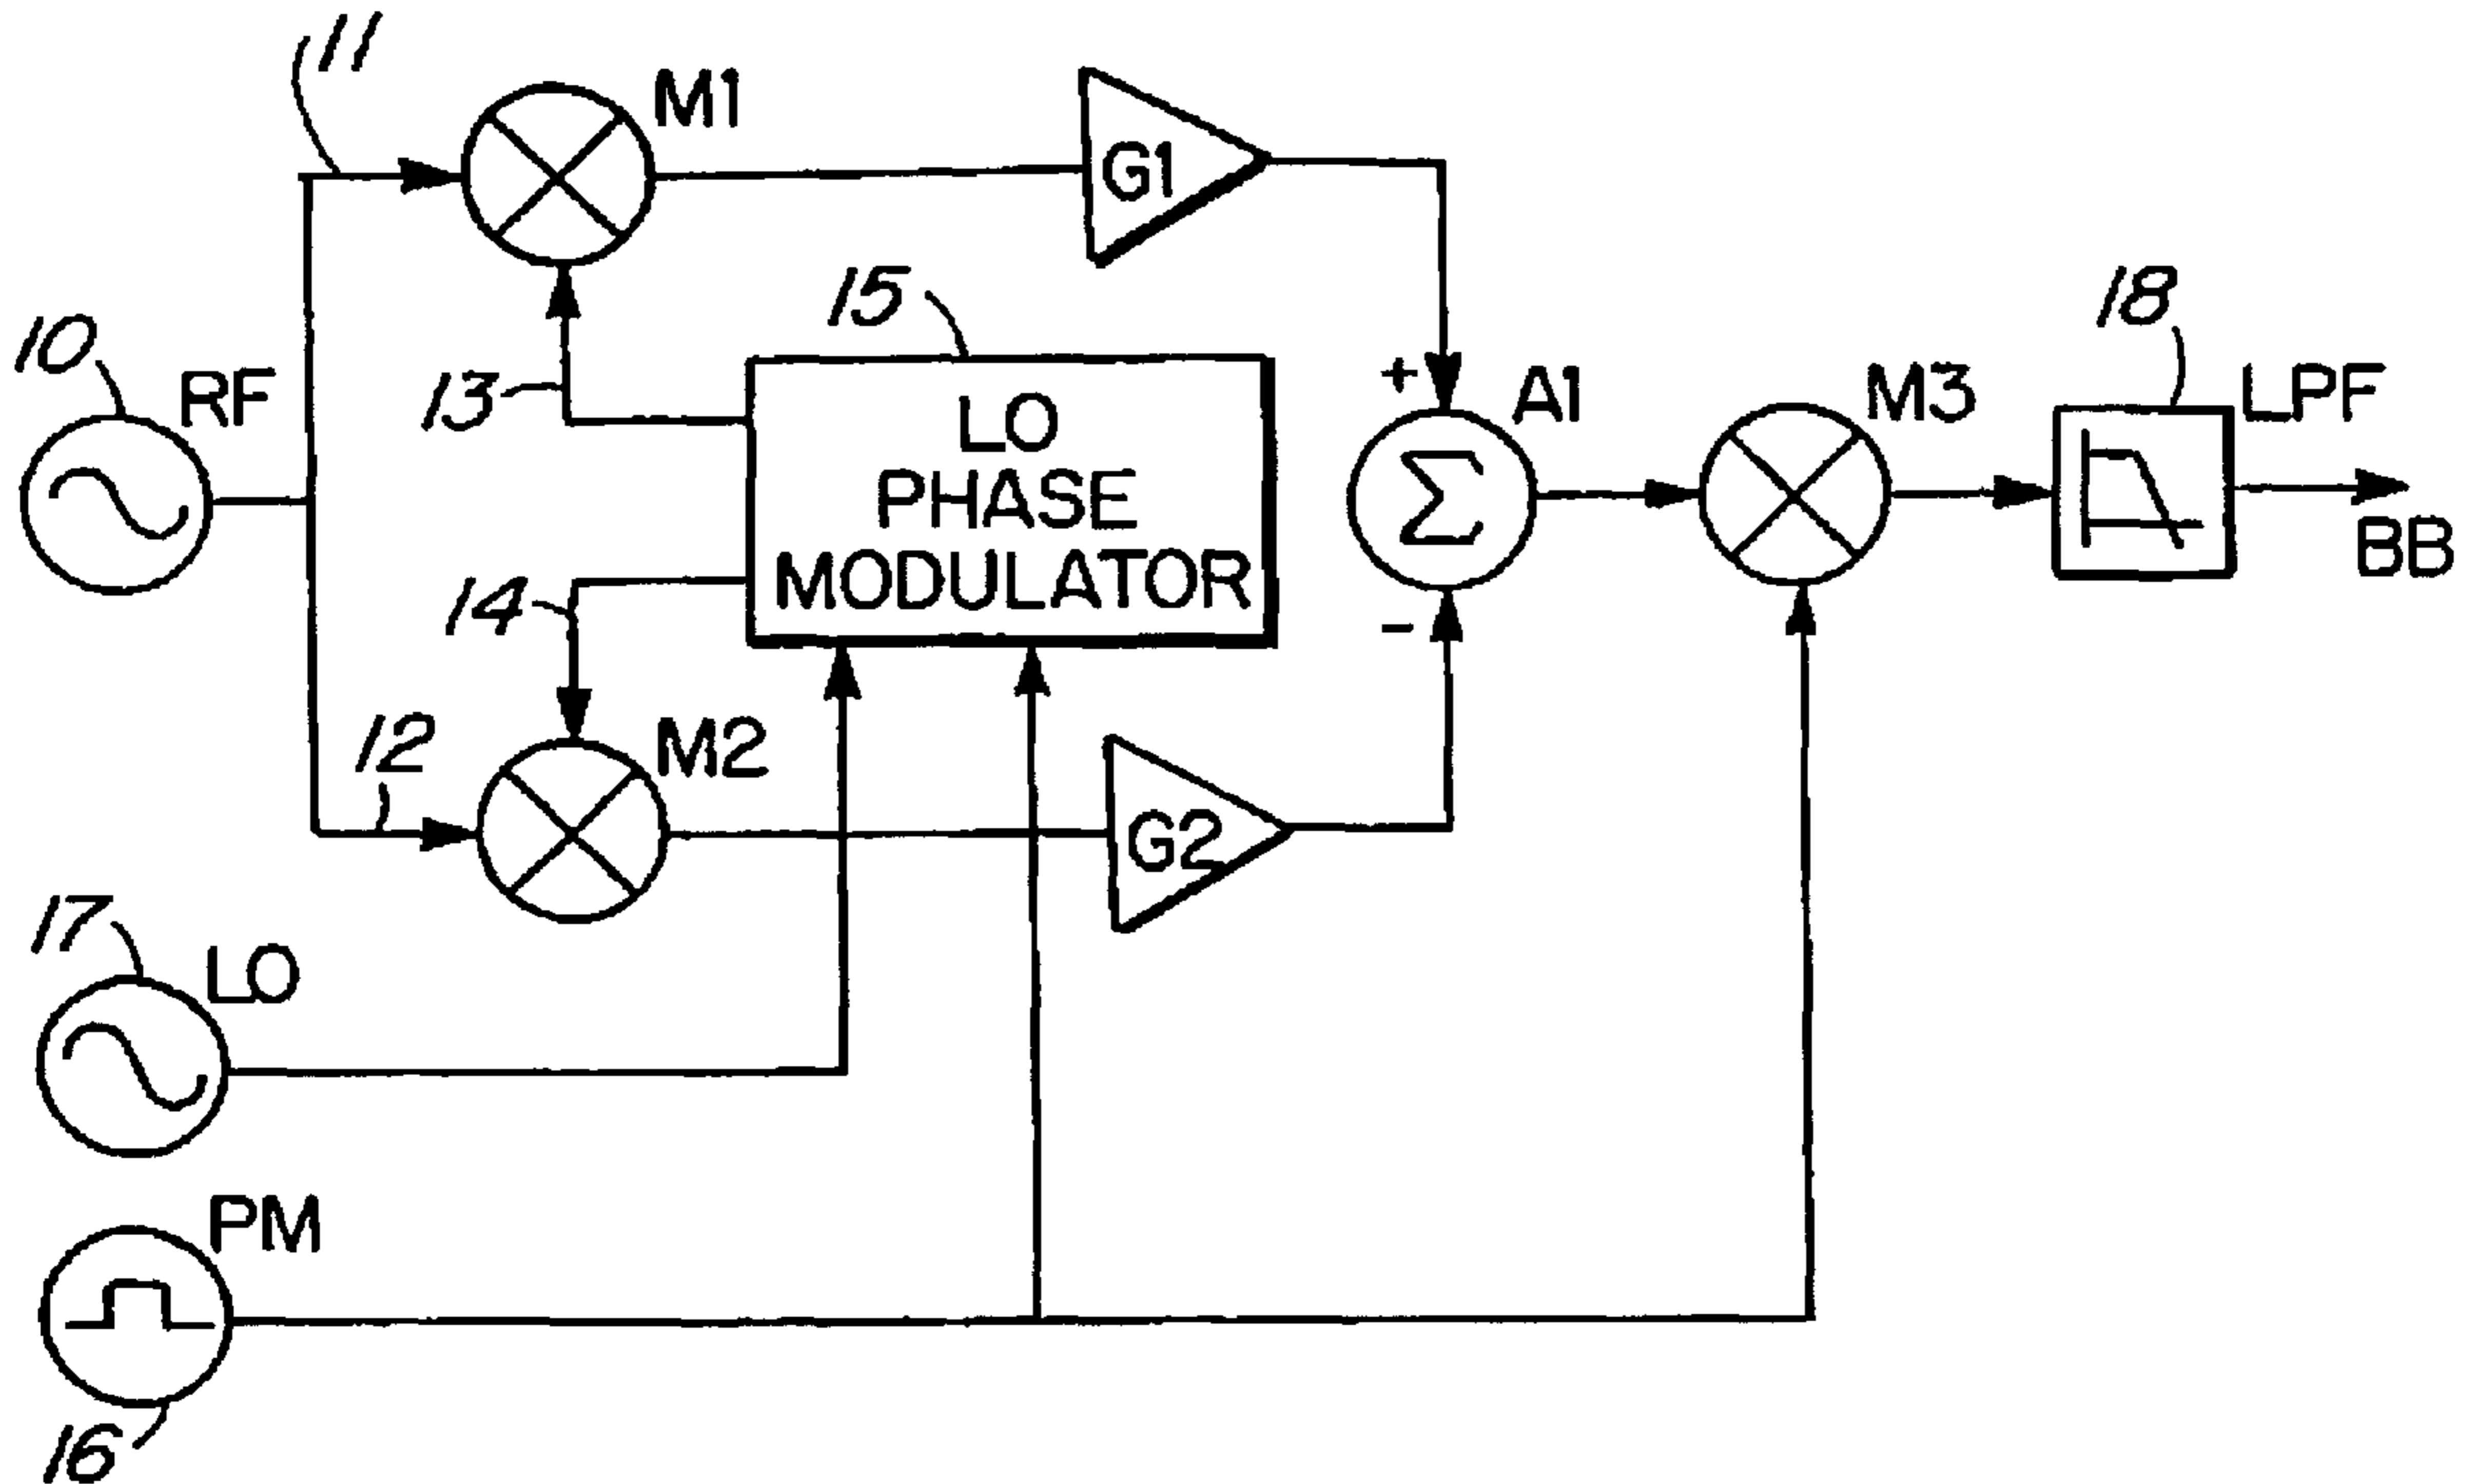 11
M1
G1
15
18
10
RF
13
+
A1
M3
LPF
LO
PHASE
MODULATOR
Σ
BB
14
-
12
M2
G2
17
LO
PM
16